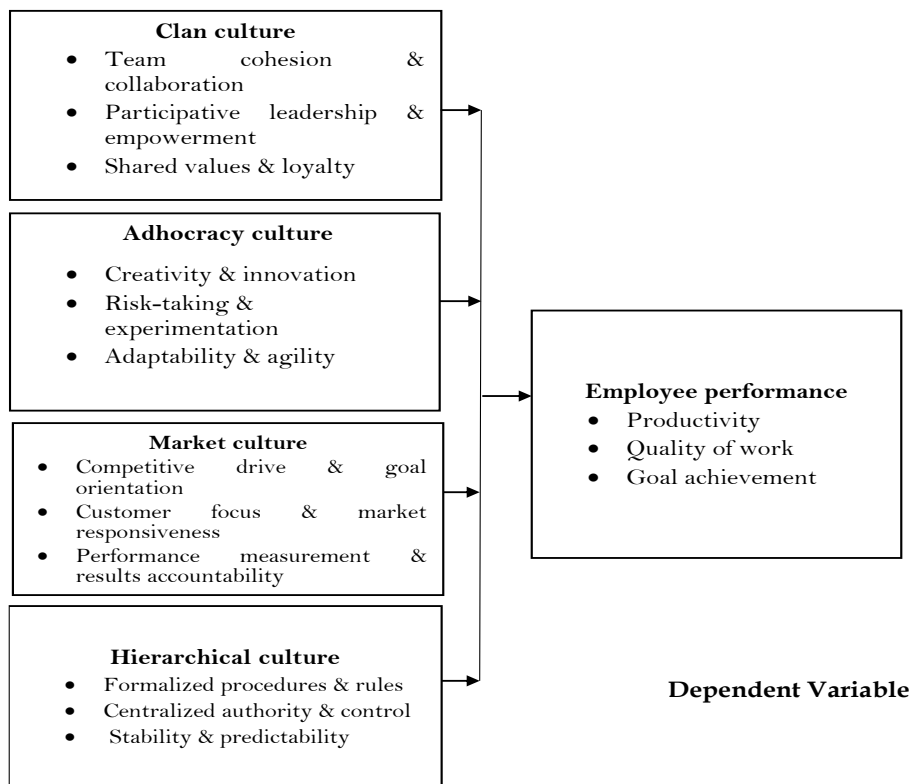 Clan culture
• Team cohesion &
collaboration
• Participative leadership &
empowerment
• Shared values & loyalty
Adhocracy culture
• Creativity & innovation
• Risk-taking &
experimentation
• Adaptability & agility
Market culture
• Competitive drive & goal
orientation
• Customer focus & market
responsiveness
• Performance measurement &
results accountability
Hierarchical culture
• Formalized procedures & rules
• Centralized authority & control
• Stability & predictability
Employee performance
• Productivity
• Quality of work
• Goal achievement
Dependent Variable